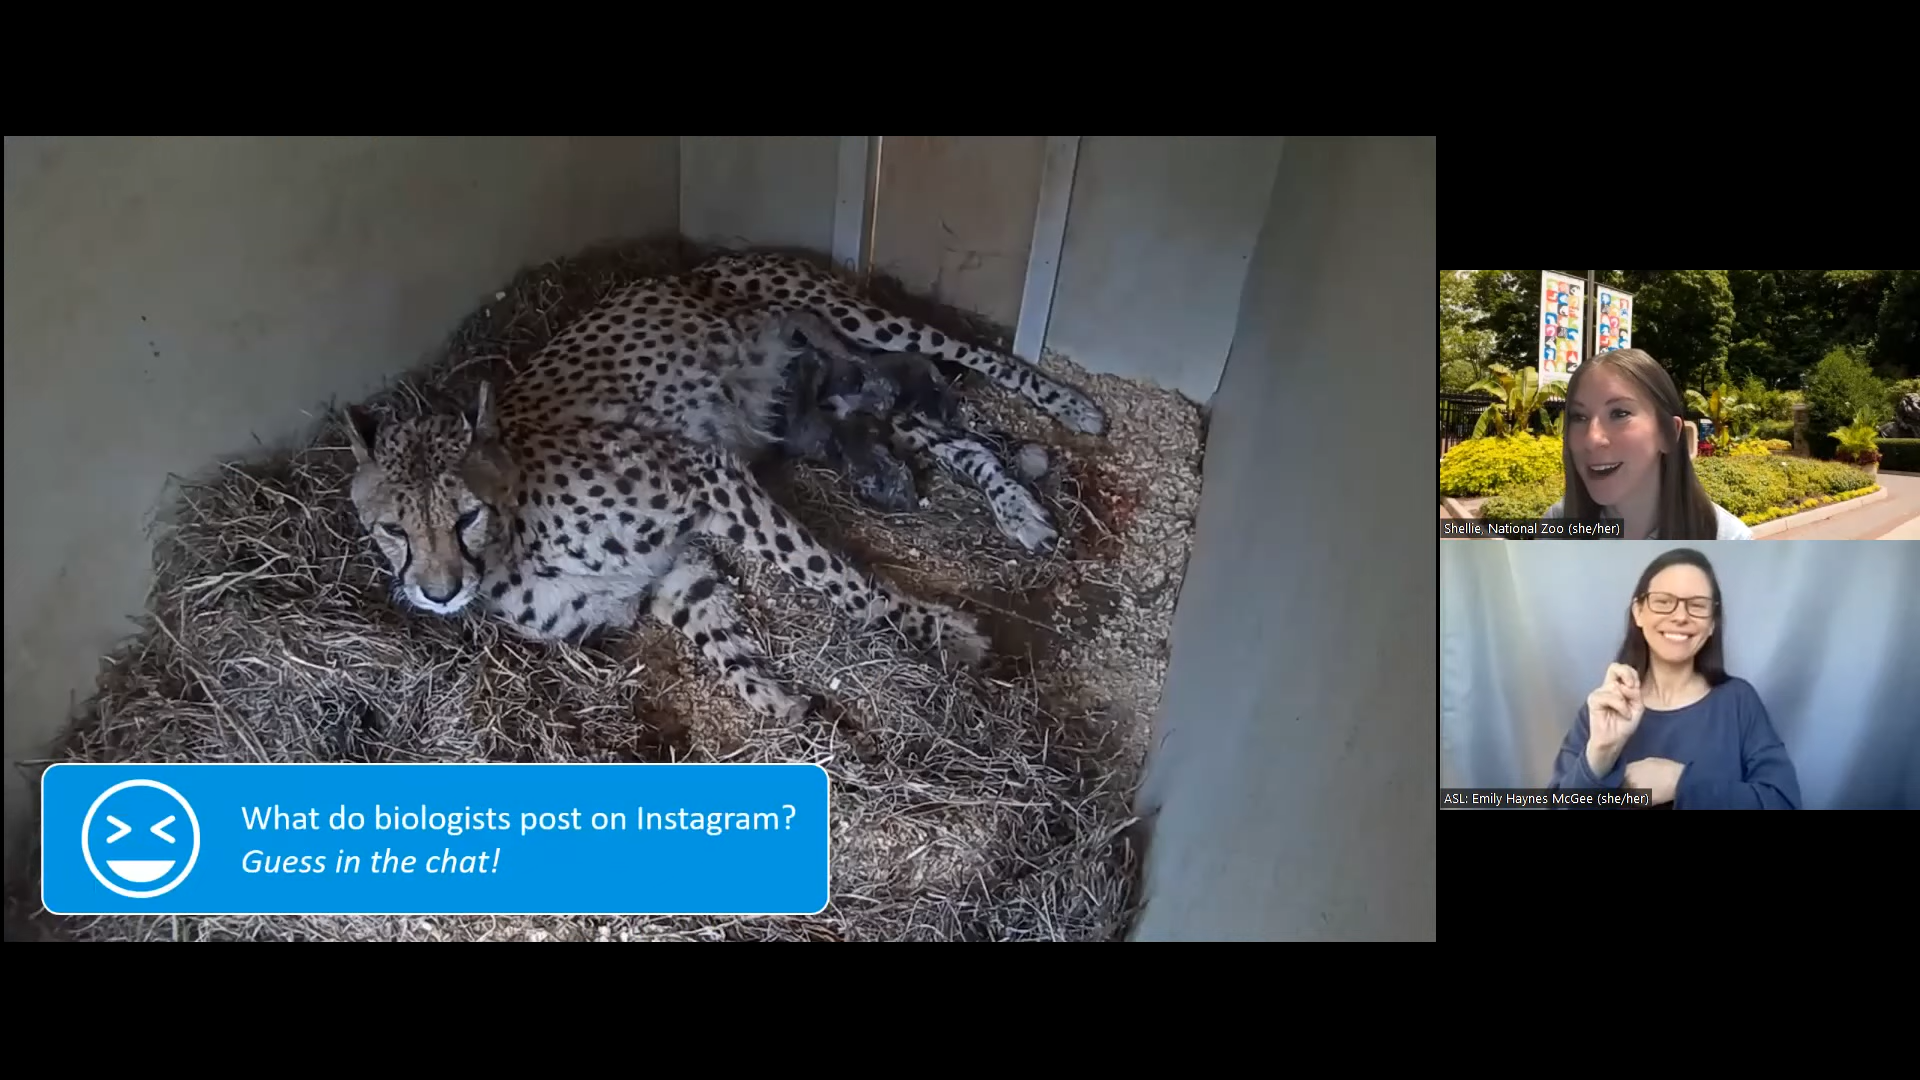 What do biologists post on Instagram?
Guess in the chat!
Shellie, National Zoo (she/her)
ASL: Emily Haynes McGee (she/her)